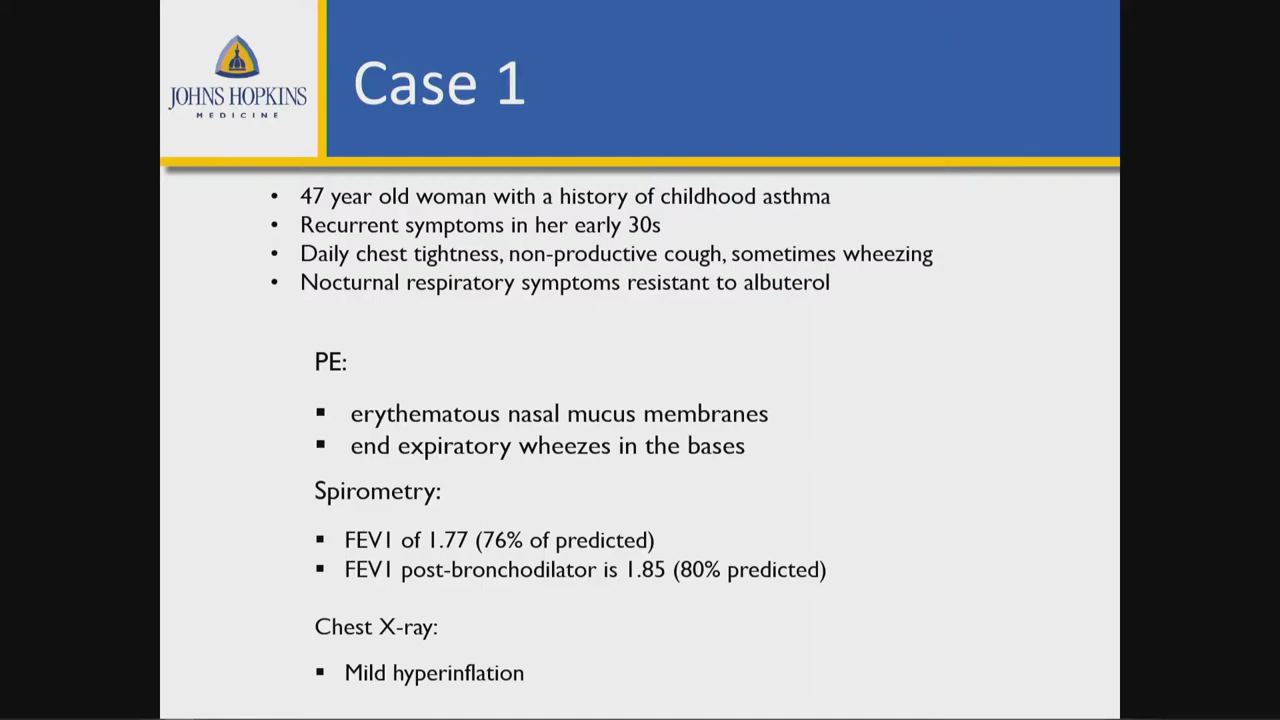 JOHNS HOPKINS
MEDICINE
Case 1
• 47 year old woman with a history of childhood asthma
• Recurrent symptoms in her early 30s
• Daily chest tightness, non-productive cough, sometimes wheezing
• Nocturnal respiratory symptoms resistant to albuterol
PE:
▪ erythematous nasal mucus membranes
▪ end expiratory wheezes in the bases
Spirometry:
▪ FEV1 of 1.77 (76% of predicted)
▪ FEV1 post-bronchodilator is 1.85 (80% predicted)
Chest X-ray:
▪ Mild hyperinflation